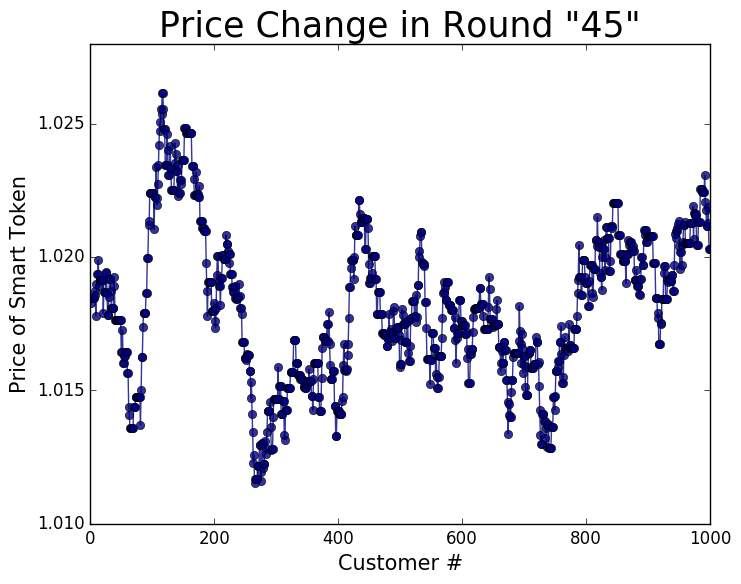 Price Change in Round "45"
Price of Smart Token
1.025
1.020
1.015
1.010
0 200 400 600 800 1000
Customer #